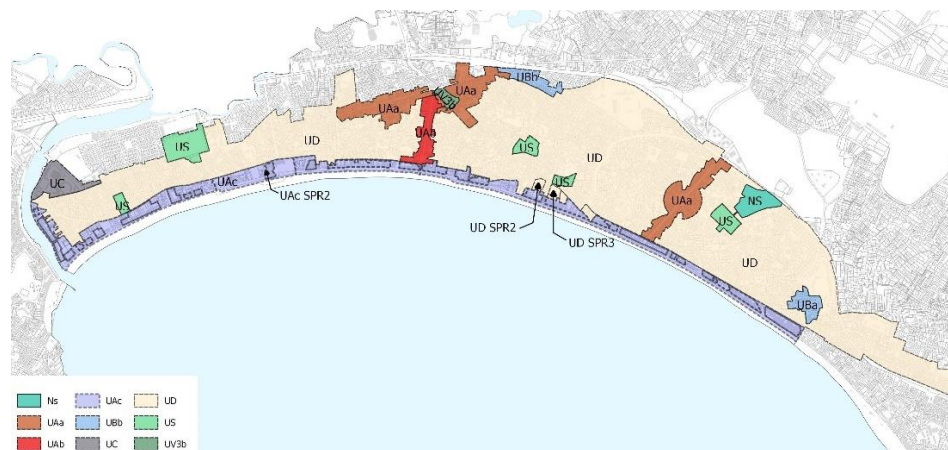 UBb
UAa
UV3b
UAa
UAb
US
UD
US
UD
UC
UAc
US
UAc SPR2
US
UAa
NS
US
UD SPR2
UD SPR3
UD
UBa
Ns
UAc
UD
UAa
UBb
US
UAb
UC
UV3b